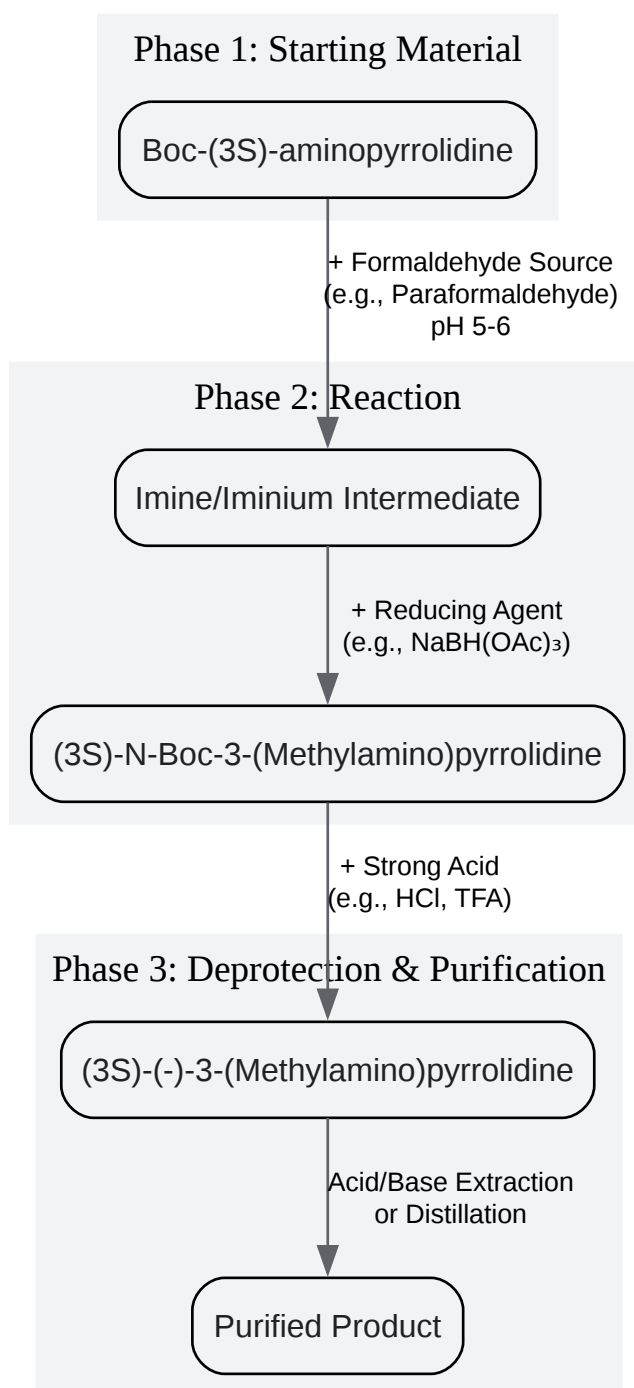 Phase 1: Starting Material
Boc-(3S)-aminopyrrolidine
+ Formaldehyde Source
(e.g., Paraformaldehyde)
pH 5-6
Phase 2: Reaction
Imine/Iminium Intermediate
+ Reducing Agent
(e.g., NaBH(OAc)₃)
(3S)-N-Boc-3-(Methylamino)pyrrolidine
+ Strong Acid
(e.g., HCl, TFA)
Phase 3: Deprotection & Purification
(3S)-(-)-3-(Methylamino)pyrrolidine
Acid/Base Extraction
or Distillation
Purified Product